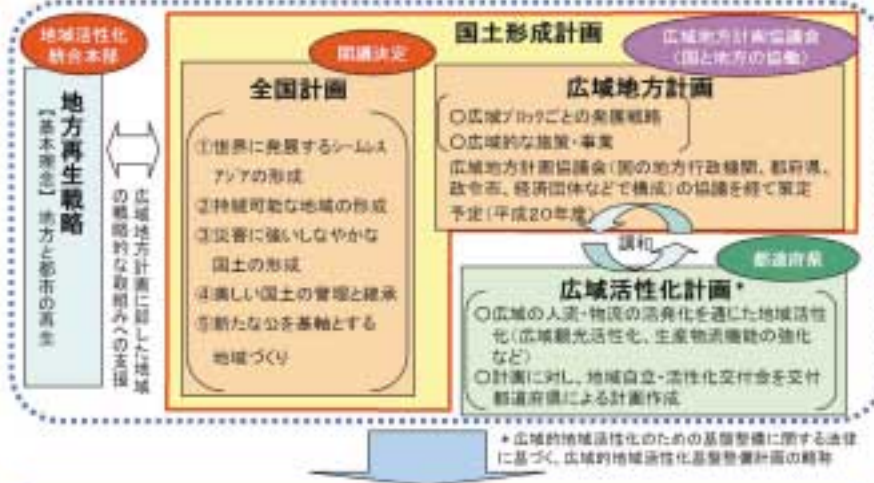 地域活性化
統合本部
地方再生戦略
【基本理念】 地方と都市の再生
広域地方計画に即した地域
の戦略的な取組みへの支援
国土形成計画
閣議決定
全国計画
①世界に発展するシームレス
アジアの形成
②持続可能な地域の形成
③災害に強いしなやかな
国土の形成
④美しい国土の管理と継承
⑤新たな公を基軸とする
地域づくり
広域地方計画協議会
(国と地方の協働)
広域地方計画
○広域ブロックごとの発展戦略
○広域的な施策・事業
広域地方計画協議会(国の地方行政機関、都府県、
政令市、経済団体などで構成)の協議を経て策定
予定(平成20年度)
調和
都道府県
広域活性化計画*
○広域の人流・物流の活発化を通じた地域活性
化(広域観光活性化、生産物流機能の強化
など)
○計画に対し、地域自立・活性化交付金を交付
都道府県による計画作成
*広域的地域活性化のための基盤整備に関する法律
に基づく、広域的地域活性化基盤整備計画の略称